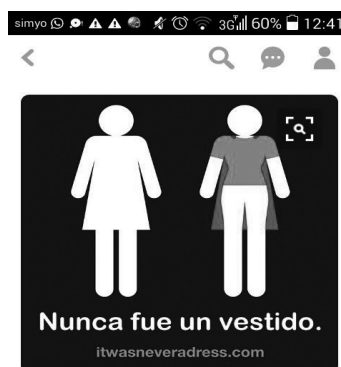 simyo 3G 60% 12:41
Nunca fue un vestido.
itwasneveradress.com